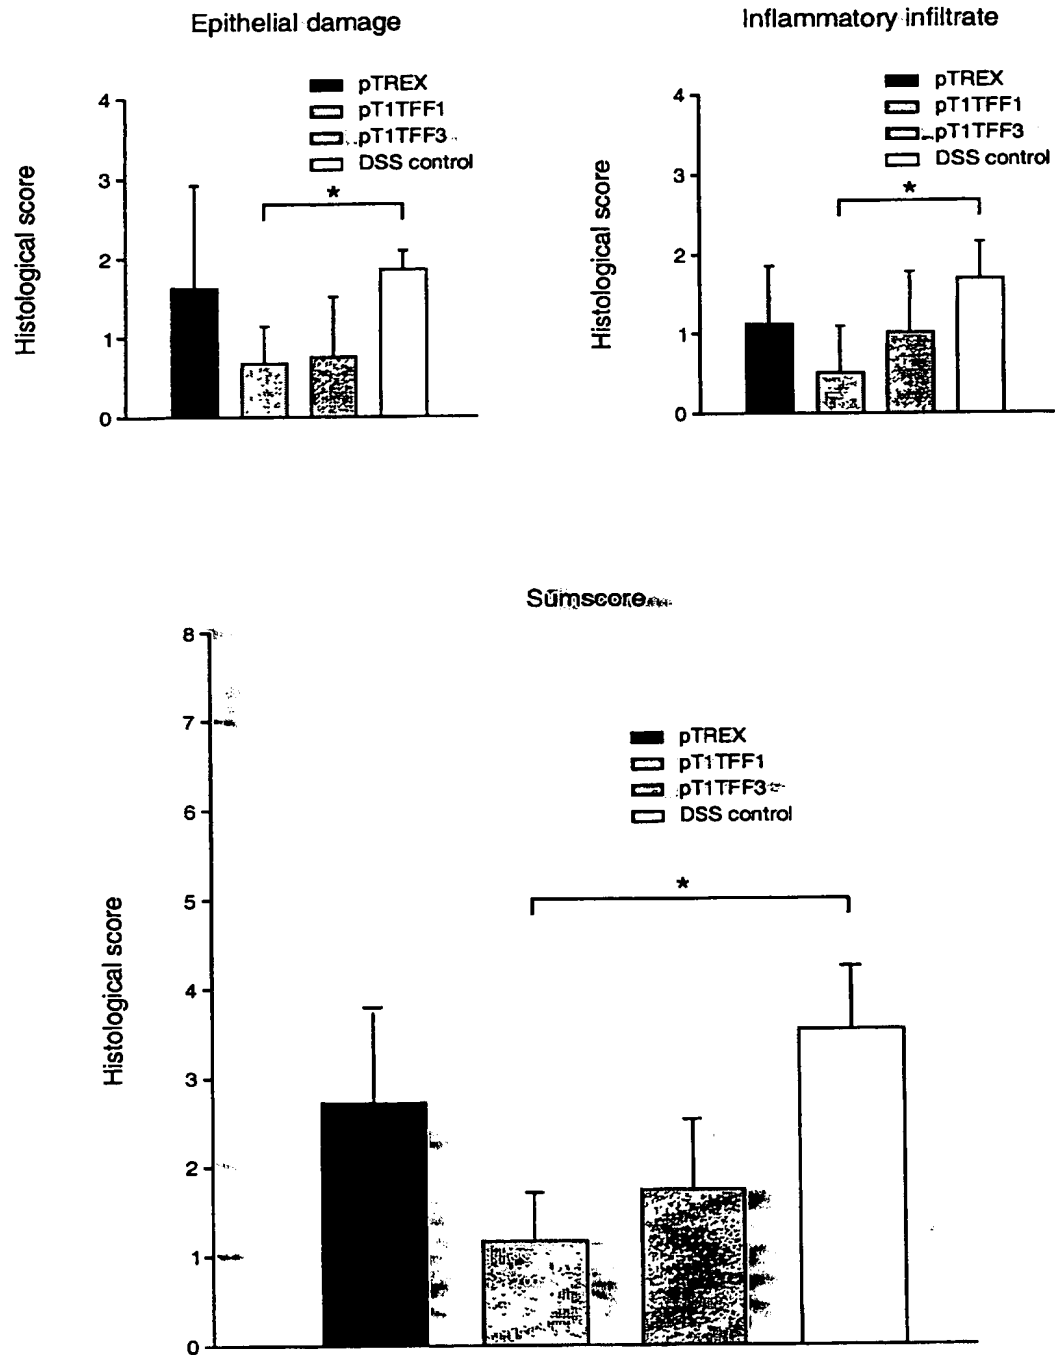 Epithelial damage
pTREX
pT1TFF1
pT1TFF3
DSS control
4
3
2
1
0
Histological score
*
Inflammatory infiltrate
pTREX
pT1TFF1
pT1TFF3
DSS control
4
3
2
1
0
Histological score
*
Sumscore
pTREX
pT1TFF1
pT1TFF3
DSS control
8
7
6
5
4
3
2
1
0
Histological score
*